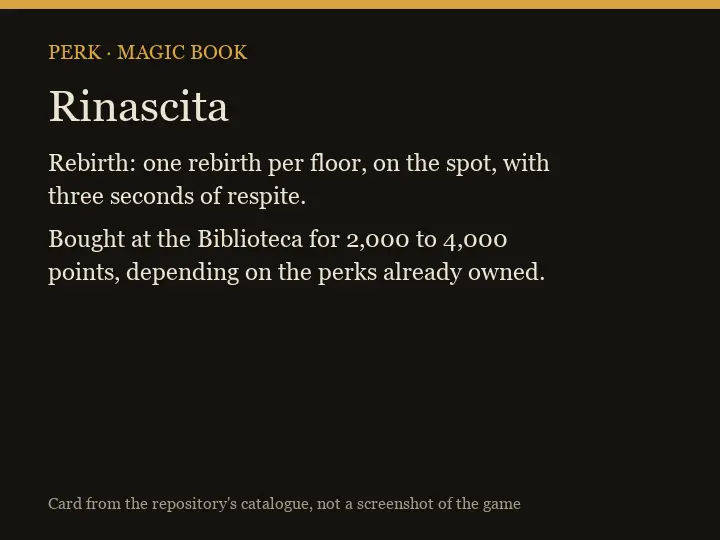 PERK · MAGIC BOOK
Rinascita
Rebirth: one rebirth per floor, on the spot, with
three seconds of respite.
Bought at the Biblioteca for 2,000 to 4,000
points, depending on the perks already owned.
Card from the repository's catalogue, not a screenshot of the game